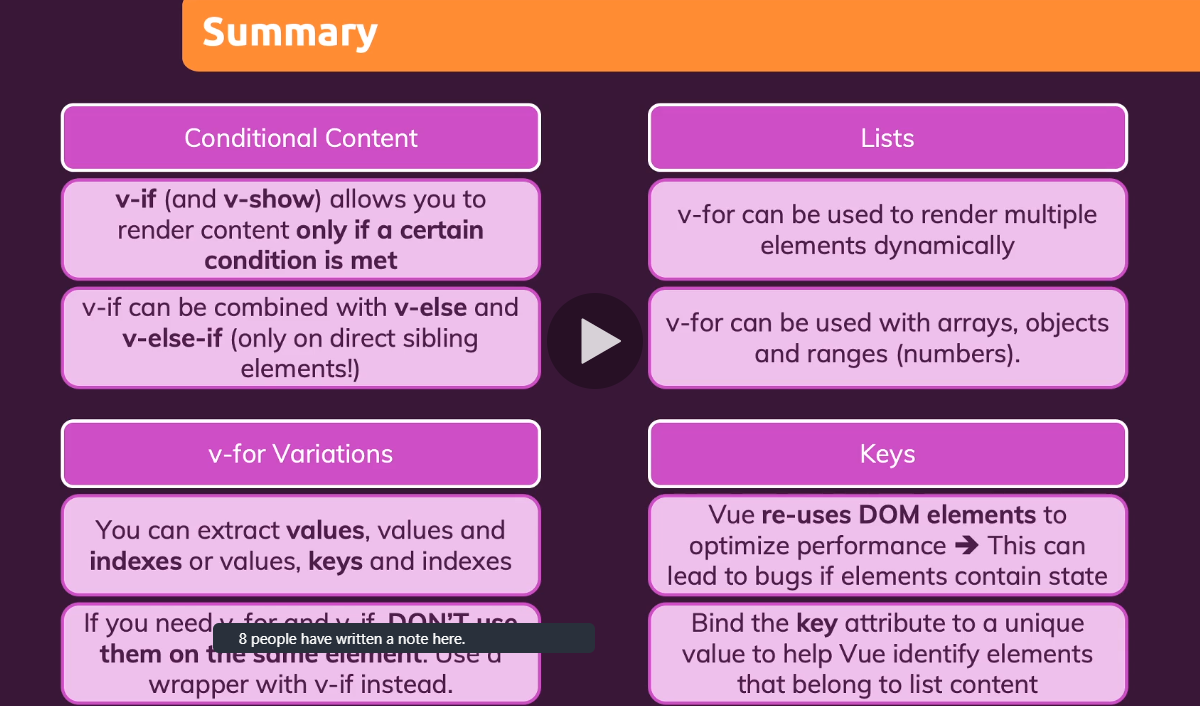 Summary
Conditional Content
v-if (and v-show) allows you to
render content only if a certain
condition is met
v-if can be combined with v-else and
v-else-if (only on direct sibling
elements!)
Lists
v-for can be used to render multiple
elements dynamically
v-for can be used with arrays, objects
and ranges (numbers).
v-for Variations
You can extract values, values and
indexes or values, keys and indexes
If you need v-for and v-if, DON'T use
them on the same element. Use a
wrapper with v-if instead.
8 people have written a note here.
Keys
Vue re-uses DOM elements to
optimize performance → This can
lead to bugs if elements contain state
Bind the key attribute to a unique
value to help Vue identify elements
that belong to list content